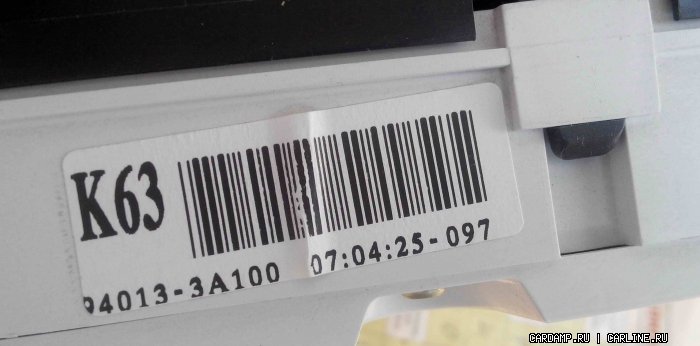 K63
94013-3A100 07:04:25-097
CARDAMP.RU | CARLINE.RU